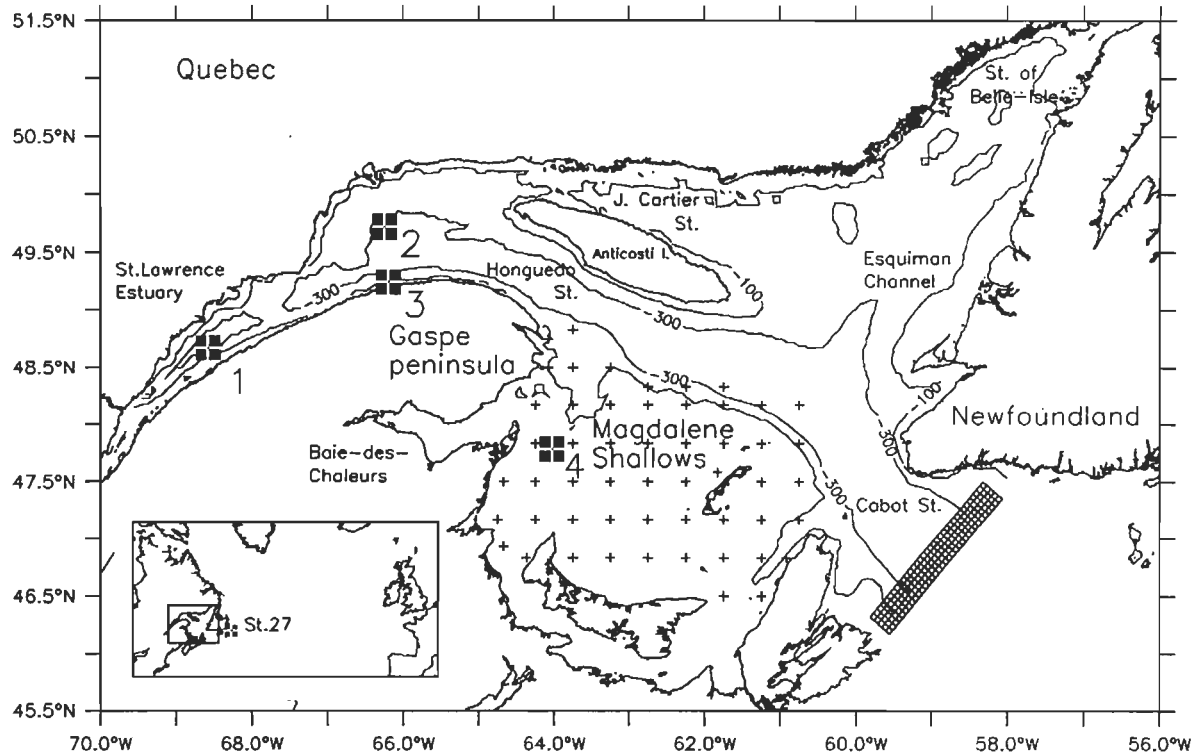 51.5°N
50.5°N
49.5°N
48.5°N
47.5°N
46.5°N
45.5°N
70.0°W
68.0°W
66.0°W
64.0°W
62.0°W
60.0°W
58.0°W
56.0°W
Quebec
St. of
Belle-Isle
J. Cartier
St.
Anticosti I.
St.Lawrence
Estuary
2
Honguedo
St.
Esquiman
Channel
100
300
3
300
Gaspe
peninsula
300
1
100
Newfoundland
Magdalene
Shallows
4
Baie-des-
Chaleurs
300
300
Cabot St.
St.27